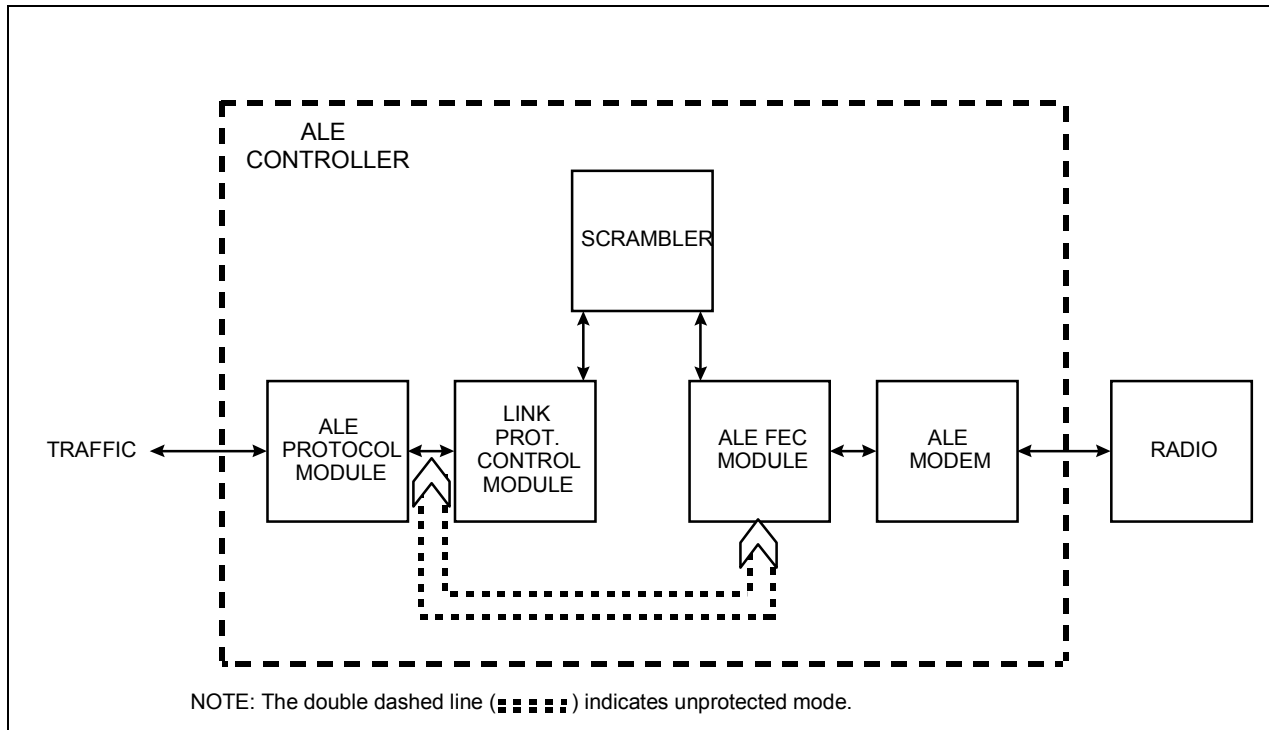 ALE
CONTROLLER
SCRAMBLER
TRAFFIC
ALE
PROTOCOL
MODULE
LINK
PROT.
CONTROL
MODULE
ALE FEC
MODULE
ALE
MODEM
RADIO
NOTE: The double dashed line ( ) indicates unprotected mode.